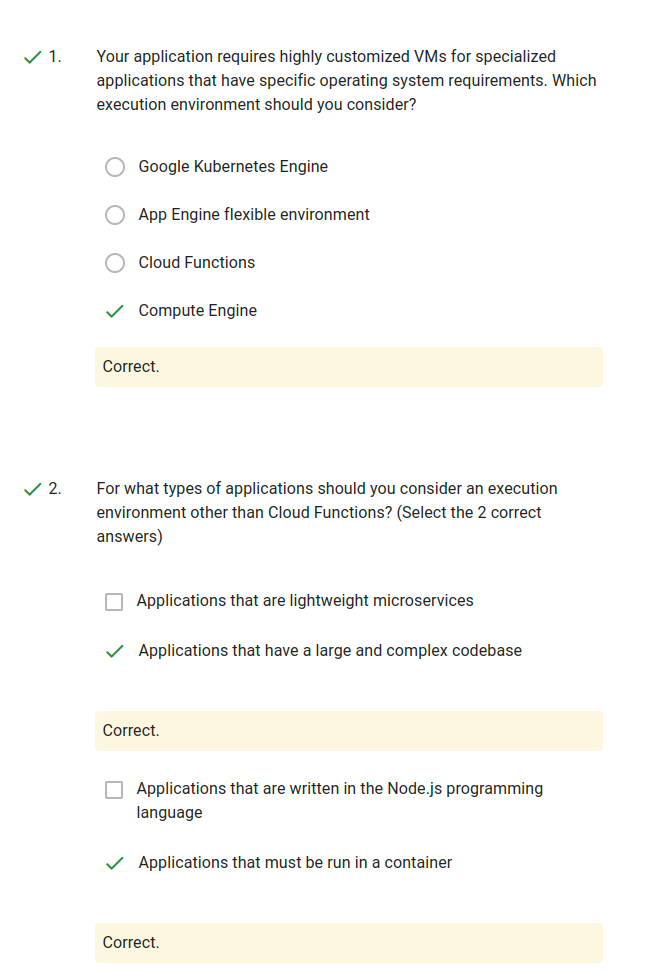 1. Your application requires highly customized VMs for specialized
applications that have specific operating system requirements. Which
execution environment should you consider?
Google Kubernetes Engine
App Engine flexible environment
Cloud Functions
Compute Engine
Correct.
2. For what types of applications should you consider an execution
environment other than Cloud Functions? (Select the 2 correct
answers)
Applications that are lightweight microservices
Applications that have a large and complex codebase
Correct.
Applications that are written in the Node.js programming
language
Applications that must be run in a container
Correct.